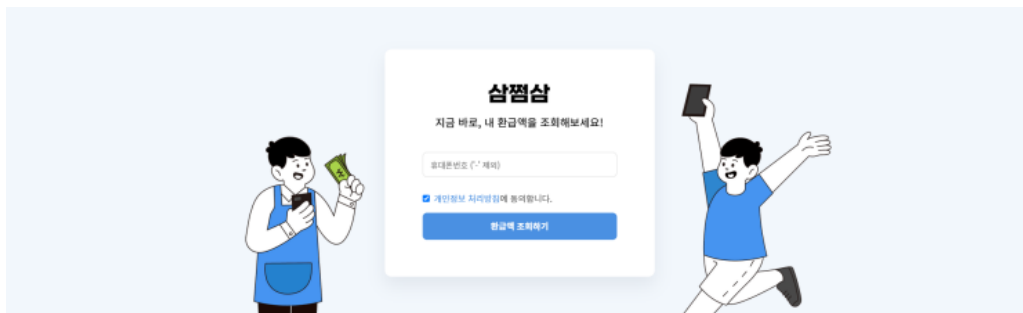 삼쩜삼
지금 바로, 내 환급액을 조회해보세요!
휴대폰번호 ('-' 제외)
개인정보 처리방침에 동의합니다.
환급액 조회하기
₩